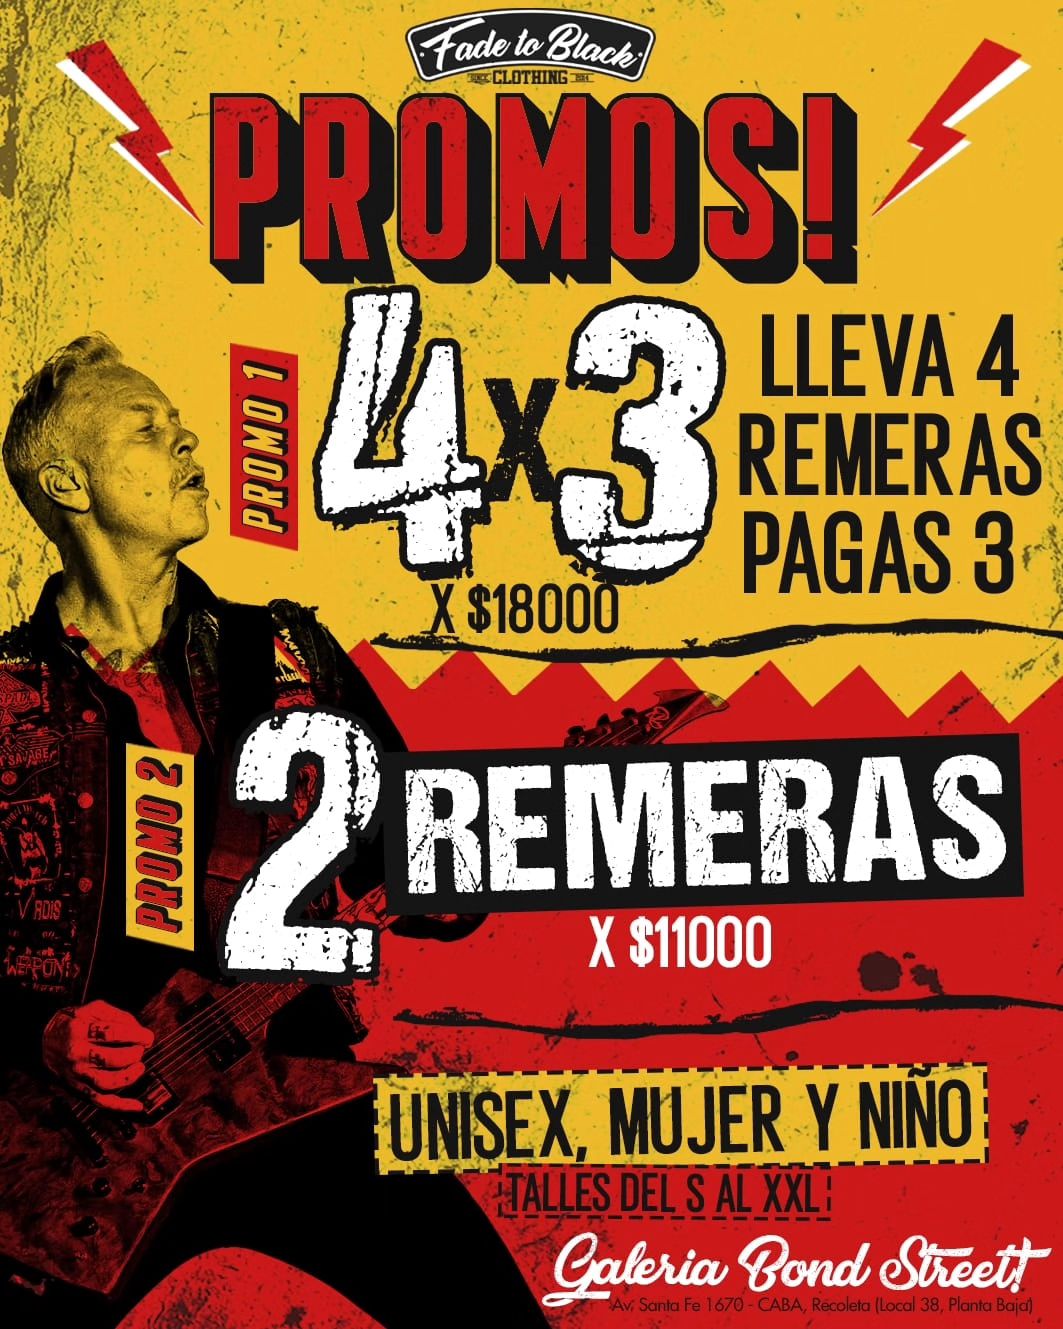 Fade to Black
SINCE CLOTHING
PROMOS!
PROMO 1
4x3
LLEVA 4
REMERAS
PAGAS 3
X $18000
PROMO 2
2 REMERAS
X $11000
UNISEX, MUJER Y NIÑO
TALLES DEL S AL XXL
Galeria Bond Street!
Av, Santa Fe 1670 - CABA, Recoleta (Local 38, Planta Baja)